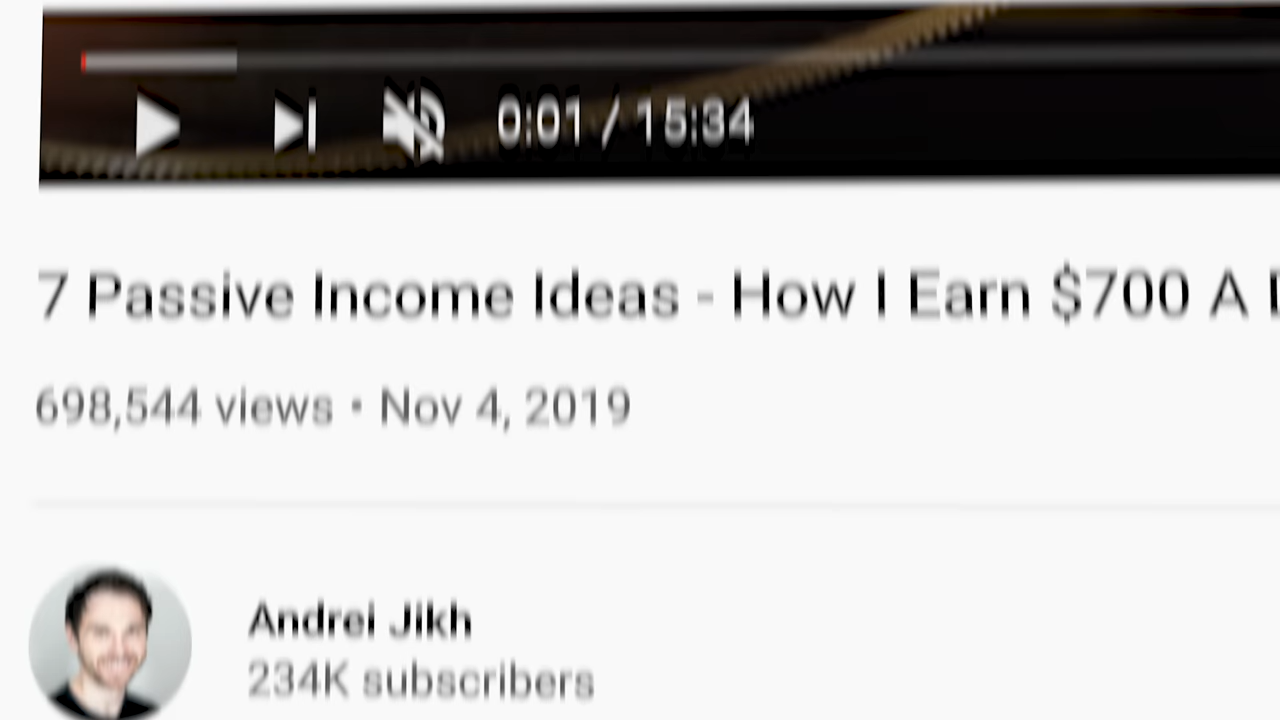 0:01 / 15:34
7 Passive Income Ideas - How I Earn $700 A
698,544 views • Nov 4, 2019
Andrei Jikh
234K subscribers